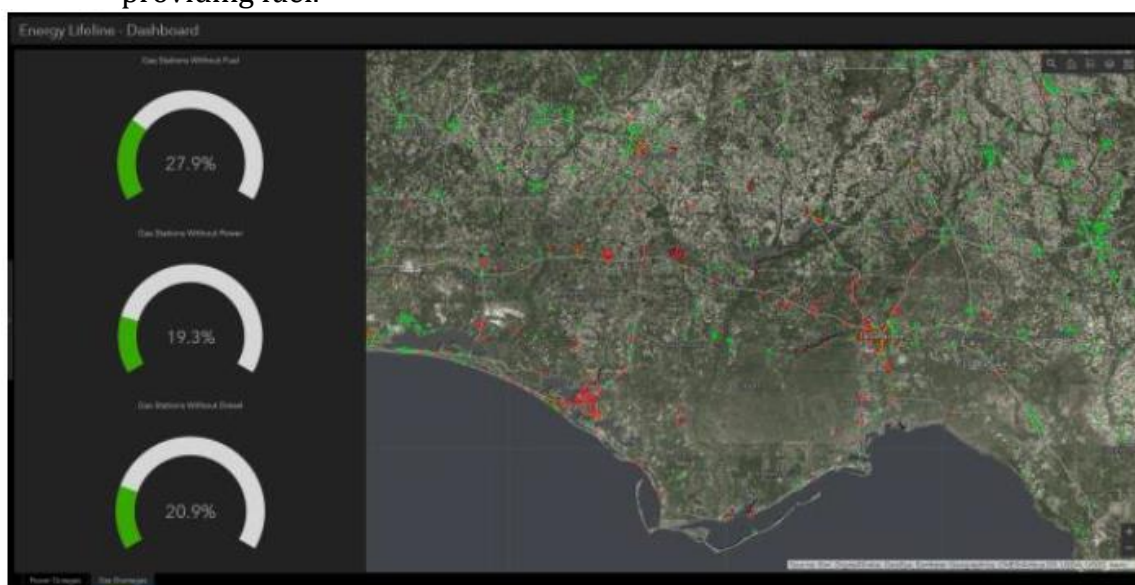 providing fuel.
Energy Lifeline - Dashboard
Gas Stations Without Fuel
27.9%
Gas Stations Without Power
19.3%
Gas Stations Without Diesel
20.9%
Power Outages Gas Shortages